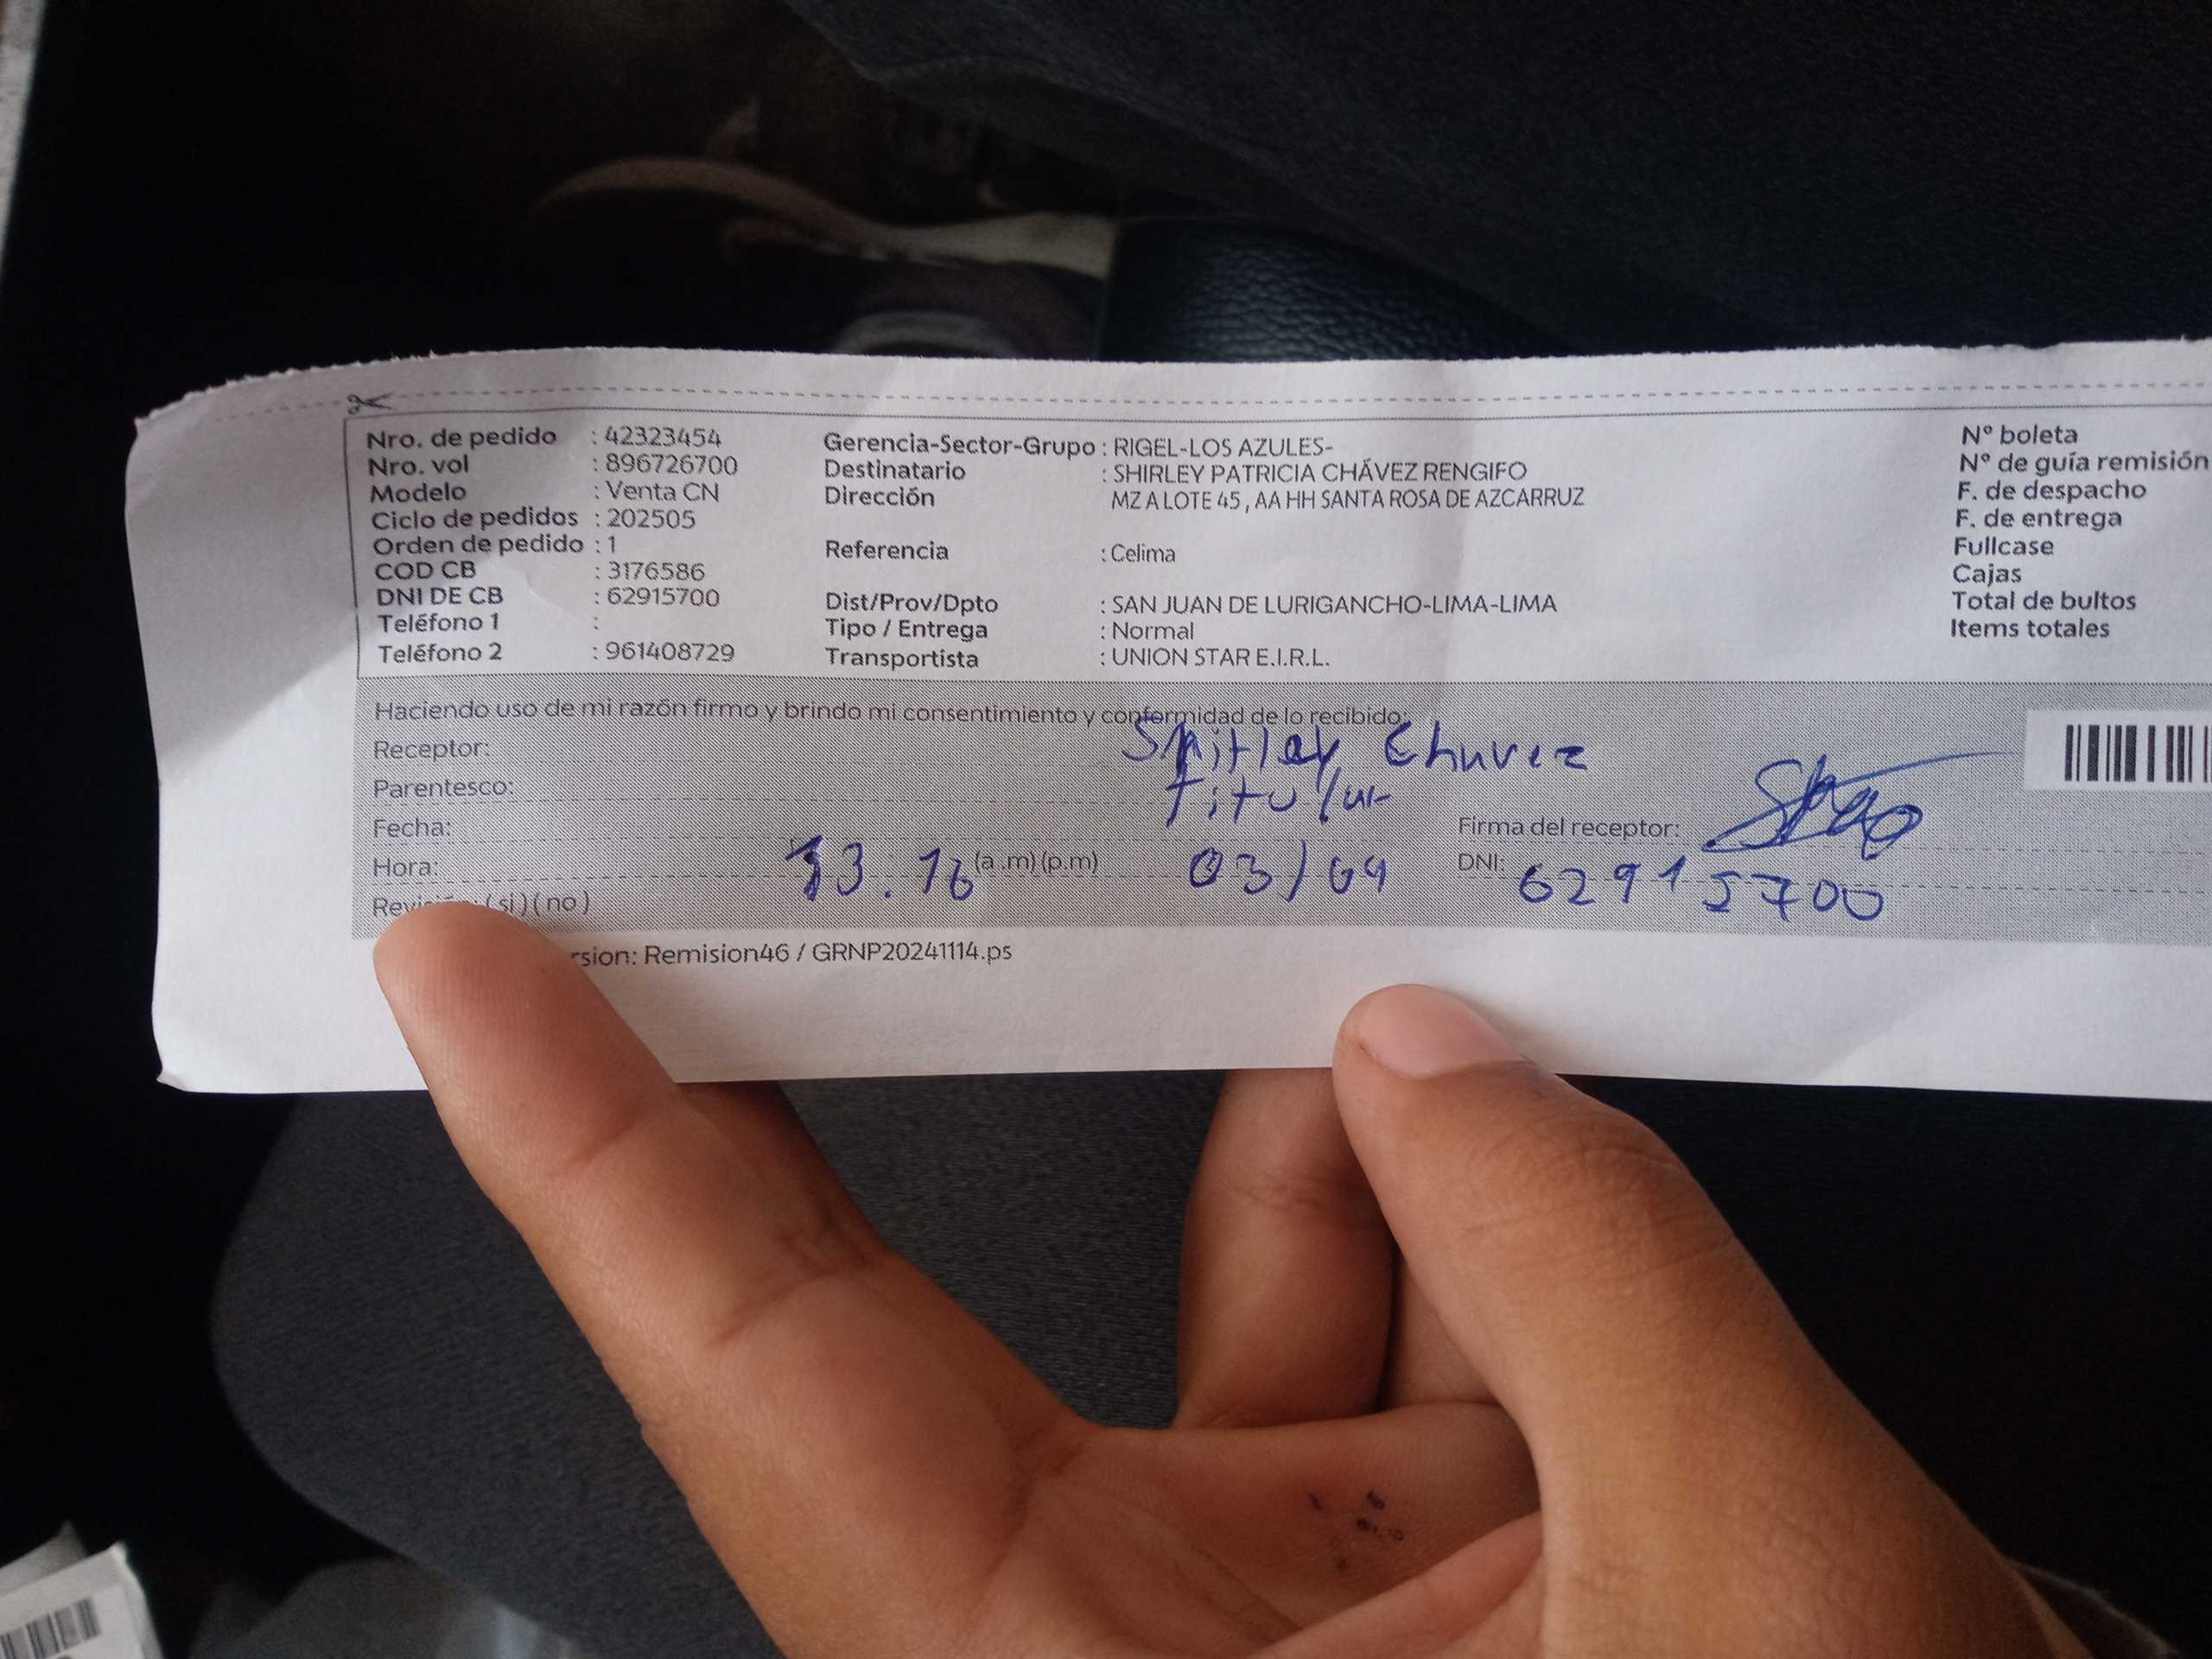 Nro. de pedido : 42323454
Nro. vol : 896726700
Modelo : Venta CN
Ciclo de pedidos : 202505
Orden de pedido : 1
COD CB : 3176586
DNI DE CB : 62915700
Teléfono 1 :
Teléfono 2 : 961408729
Gerencia-Sector-Grupo : RIGEL-LOS AZULES-
Destinatario : SHIRLEY PATRICIA CHÁVEZ RENGIFO
Dirección MZ A LOTE 45 , AA HH SANTA ROSA DE AZCARRUZ
Referencia : Celima
Dist/Prov/Dpto : SAN JUAN DE LURIGANCHO-LIMA-LIMA
Tipo / Entrega : Normal
Transportista : UNION STAR E.I.R.L.
Nº boleta
Nº de guía remisión
F. de despacho
F. de entrega
Fullcase
Cajas
Total de bultos
Items totales
Haciendo uso de mi razón firmo y brindo mi consentimiento y conformidad de lo recibido.
Receptor: Shirley Chavez
Parentesco: Titular
Fecha: Firma del receptor:
Hora: 13.16 (a.m) (p.m) 03/04 DNI: 62915700
(si) (no)
Remision46 / GRNP20241114.ps